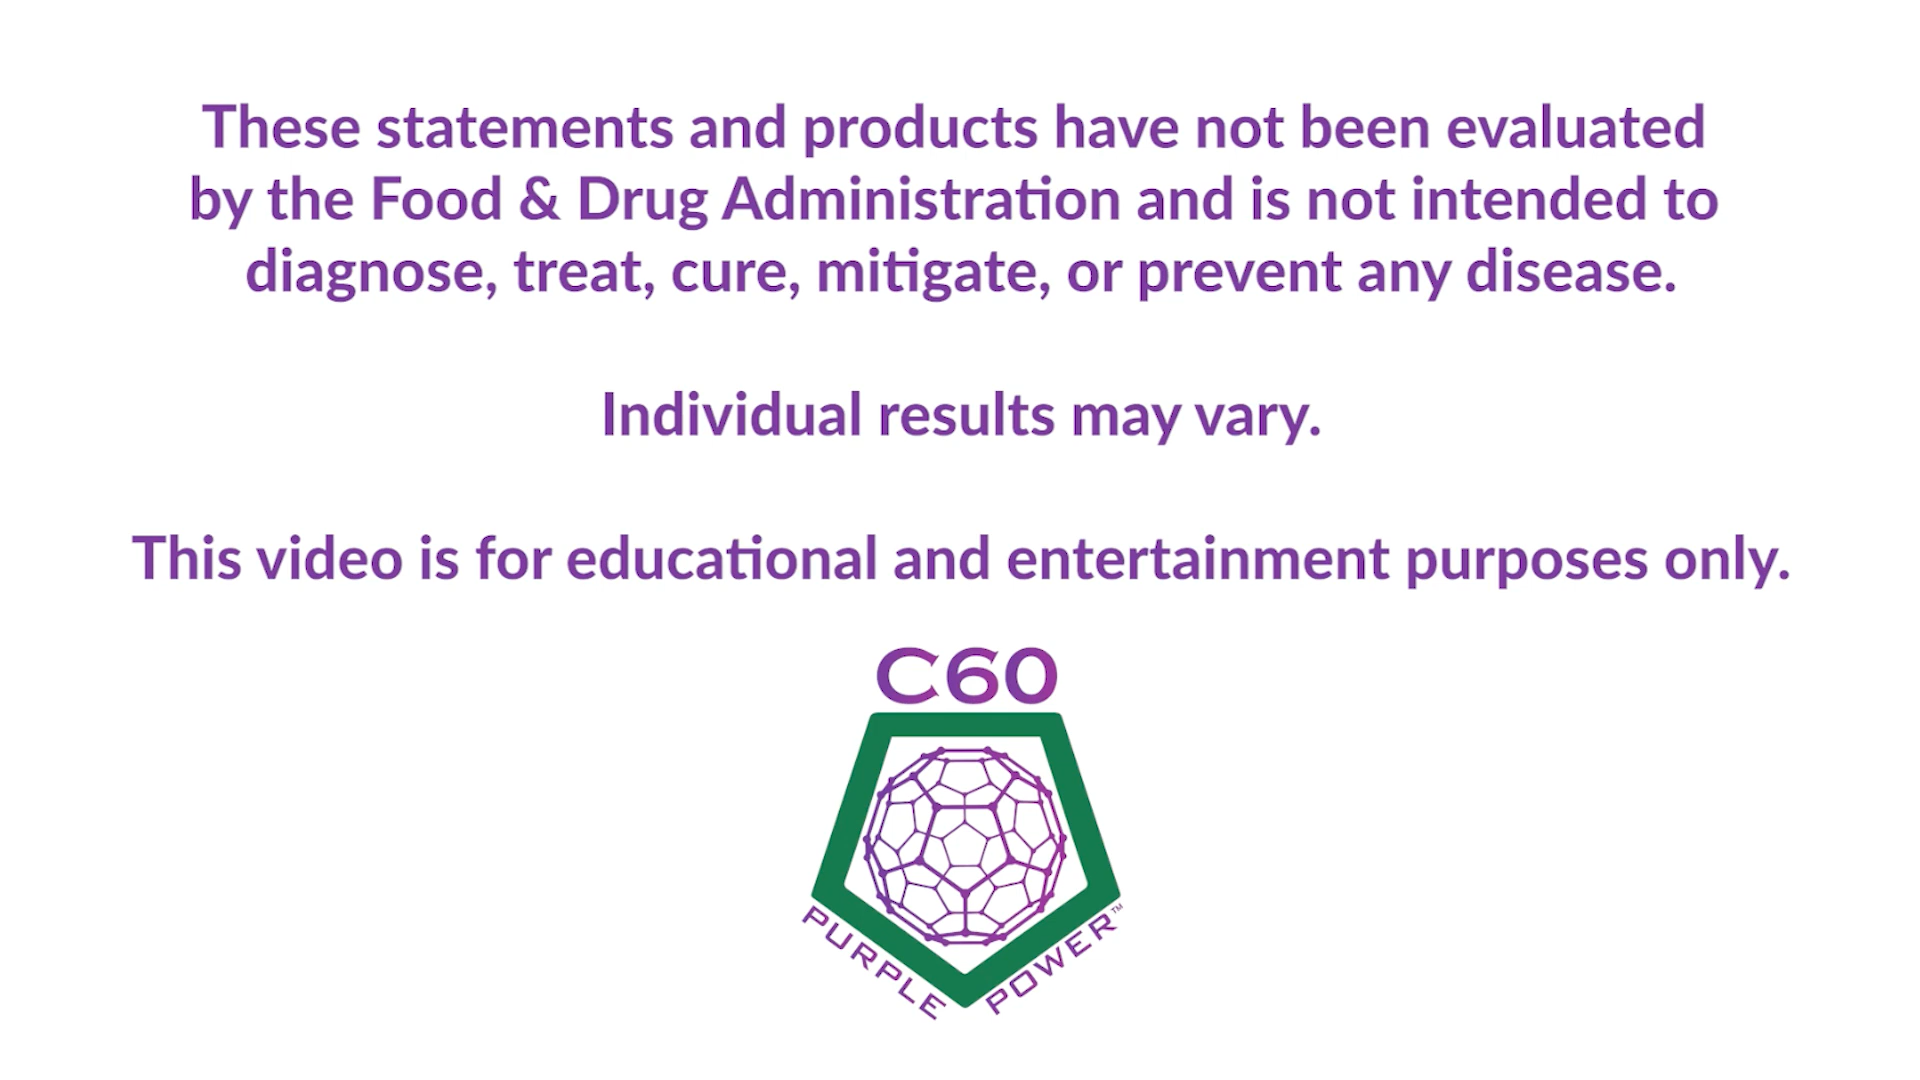 These statements and products have not been evaluated
by the Food & Drug Administration and is not intended to
diagnose, treat, cure, mitigate, or prevent any disease.
Individual results may vary.
This video is for educational and entertainment purposes only.
C60
PURPLE POWER™